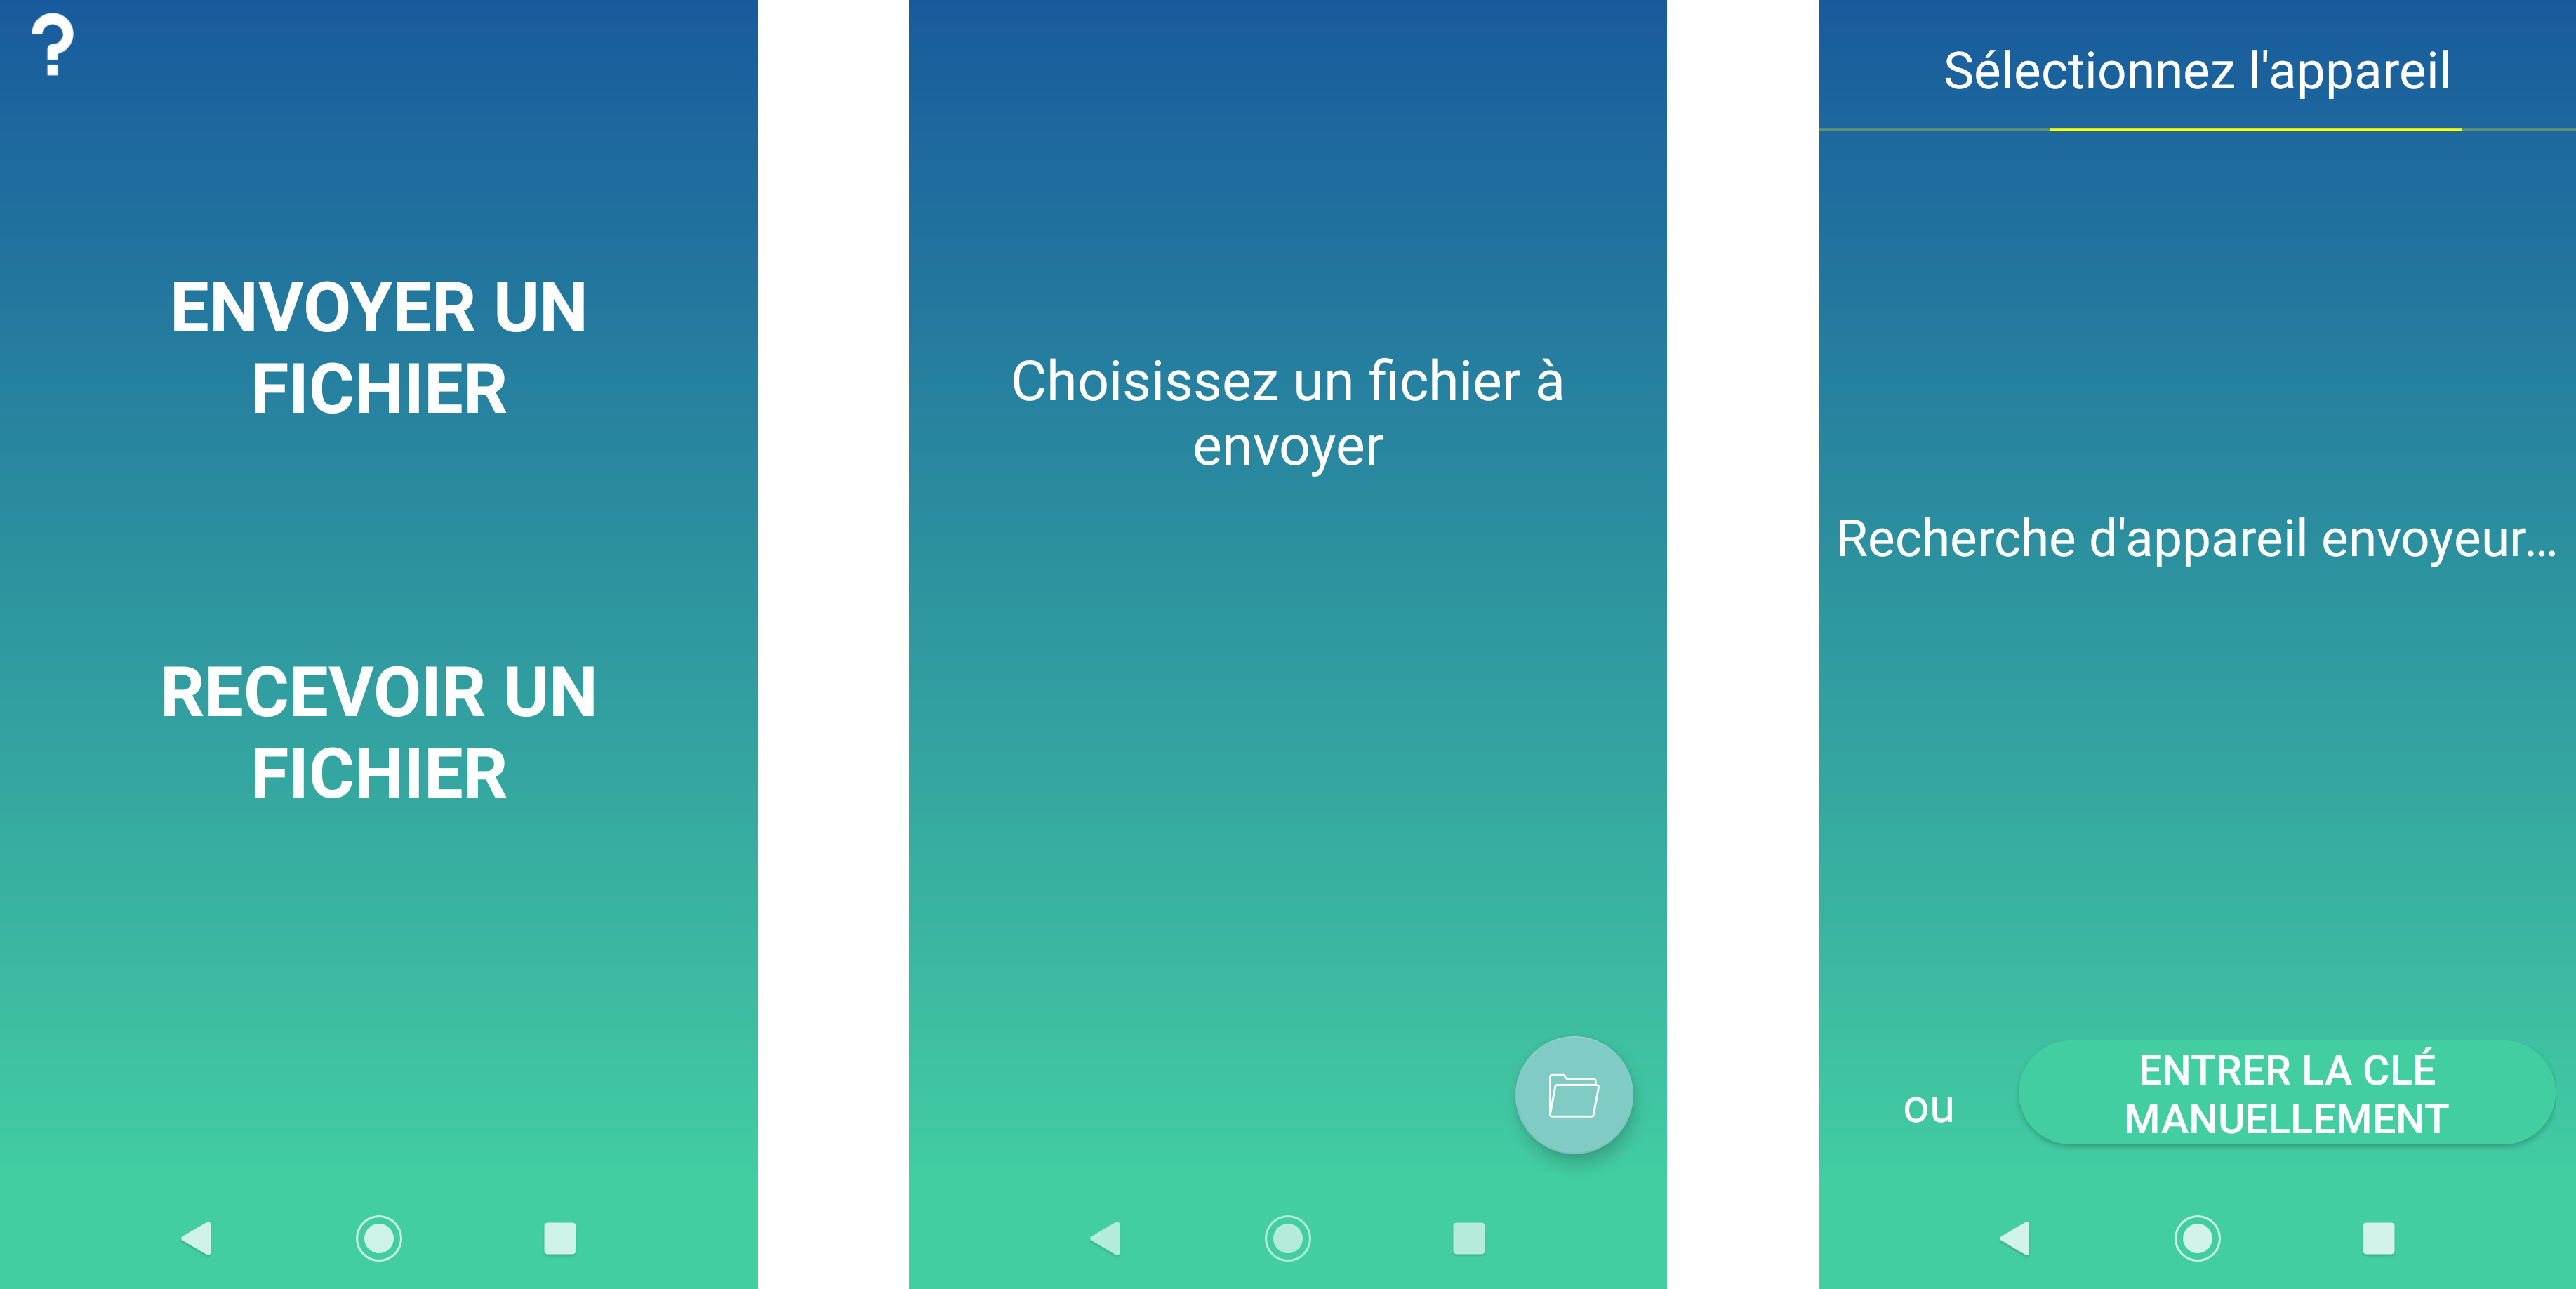 ?
ENVOYER UN
FICHIER
RECEVOIR UN
FICHIER
Choisissez un fichier à
envoyer
Sélectionnez l'appareil
Recherche d'appareil envoyeur...
ou
ENTRER LA CLÉ
MANUELLEMENT